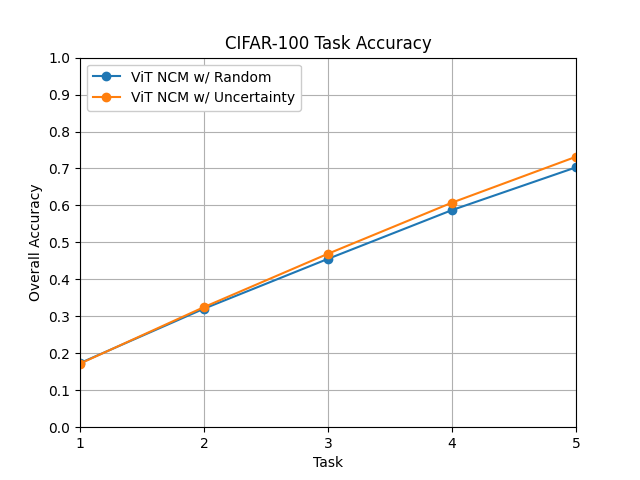 CIFAR-100 Task Accuracy
ViT NCM w/ Random
ViT NCM w/ Uncertainty
Overall Accuracy
1.0
0.9
0.8
0.7
0.6
0.5
0.4
0.3
0.2
0.1
0.0
1 2 3 4 5
Task